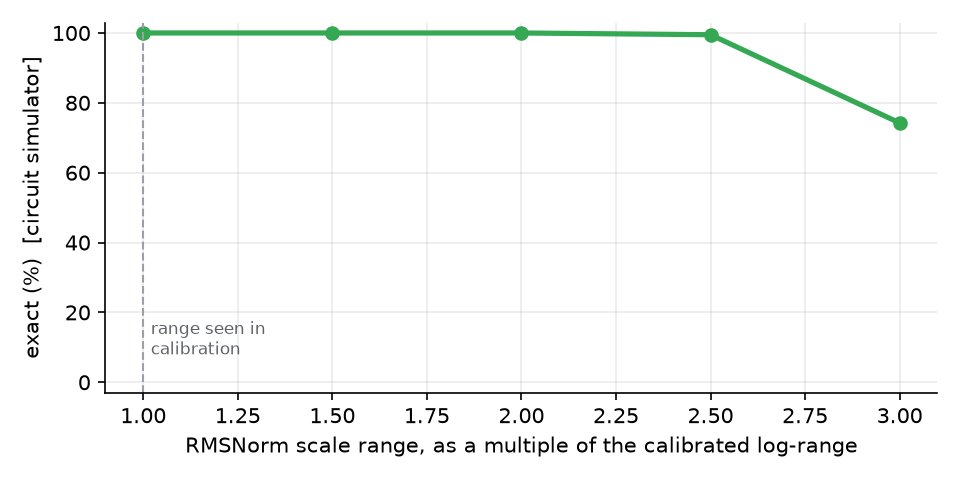 exact (%)  [circuit simulator]
100
80
60
40
20
0
range seen in
calibration
1.00 1.25 1.50 1.75 2.00 2.25 2.50 2.75 3.00
RMSNorm scale range, as a multiple of the calibrated log-range